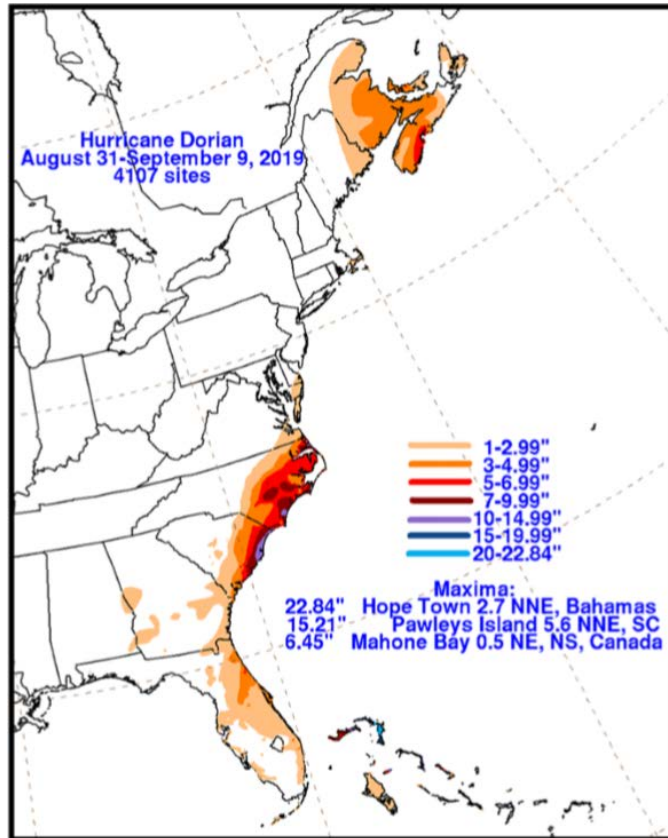 Hurricane Dorian
August 31-September 9, 2019
4107 sites
1-2.99"
3-4.99"
5-6.99"
7-9.99"
10-14.99"
15-19.99"
20-22.84"
Maxima:
22.84" Hope Town 2.7 NNE, Bahamas
15.21" Pawleys Island 5.6 NNE, SC
6.45" Mahone Bay 0.5 NE, NS, Canada